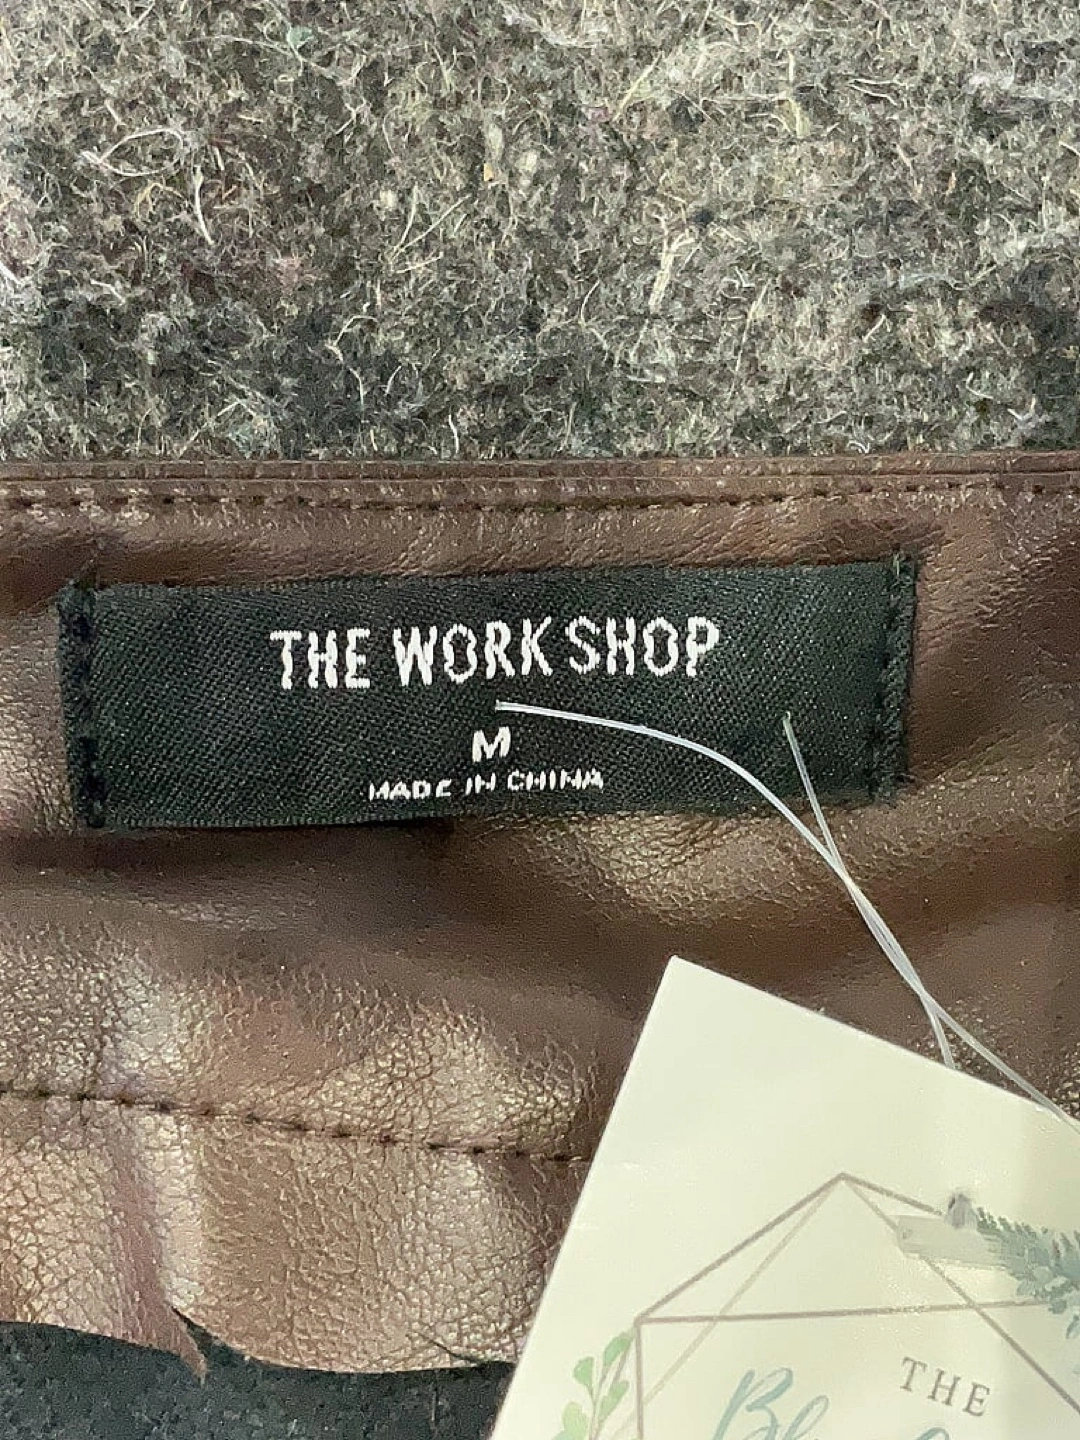 THE WORK SHOP
M
MADE IN CHINA
THE